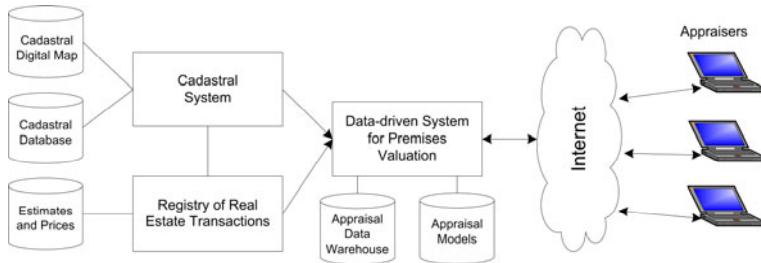 Cadastral
Digital Map
Cadastral
Database
Estimates
and Prices
Cadastral
System
Registry of Real
Estate Transactions
Data-driven System
for Premises
Valuation
Appraisal
Data
Warehouse
Appraisal
Models
Internet
Appraisers